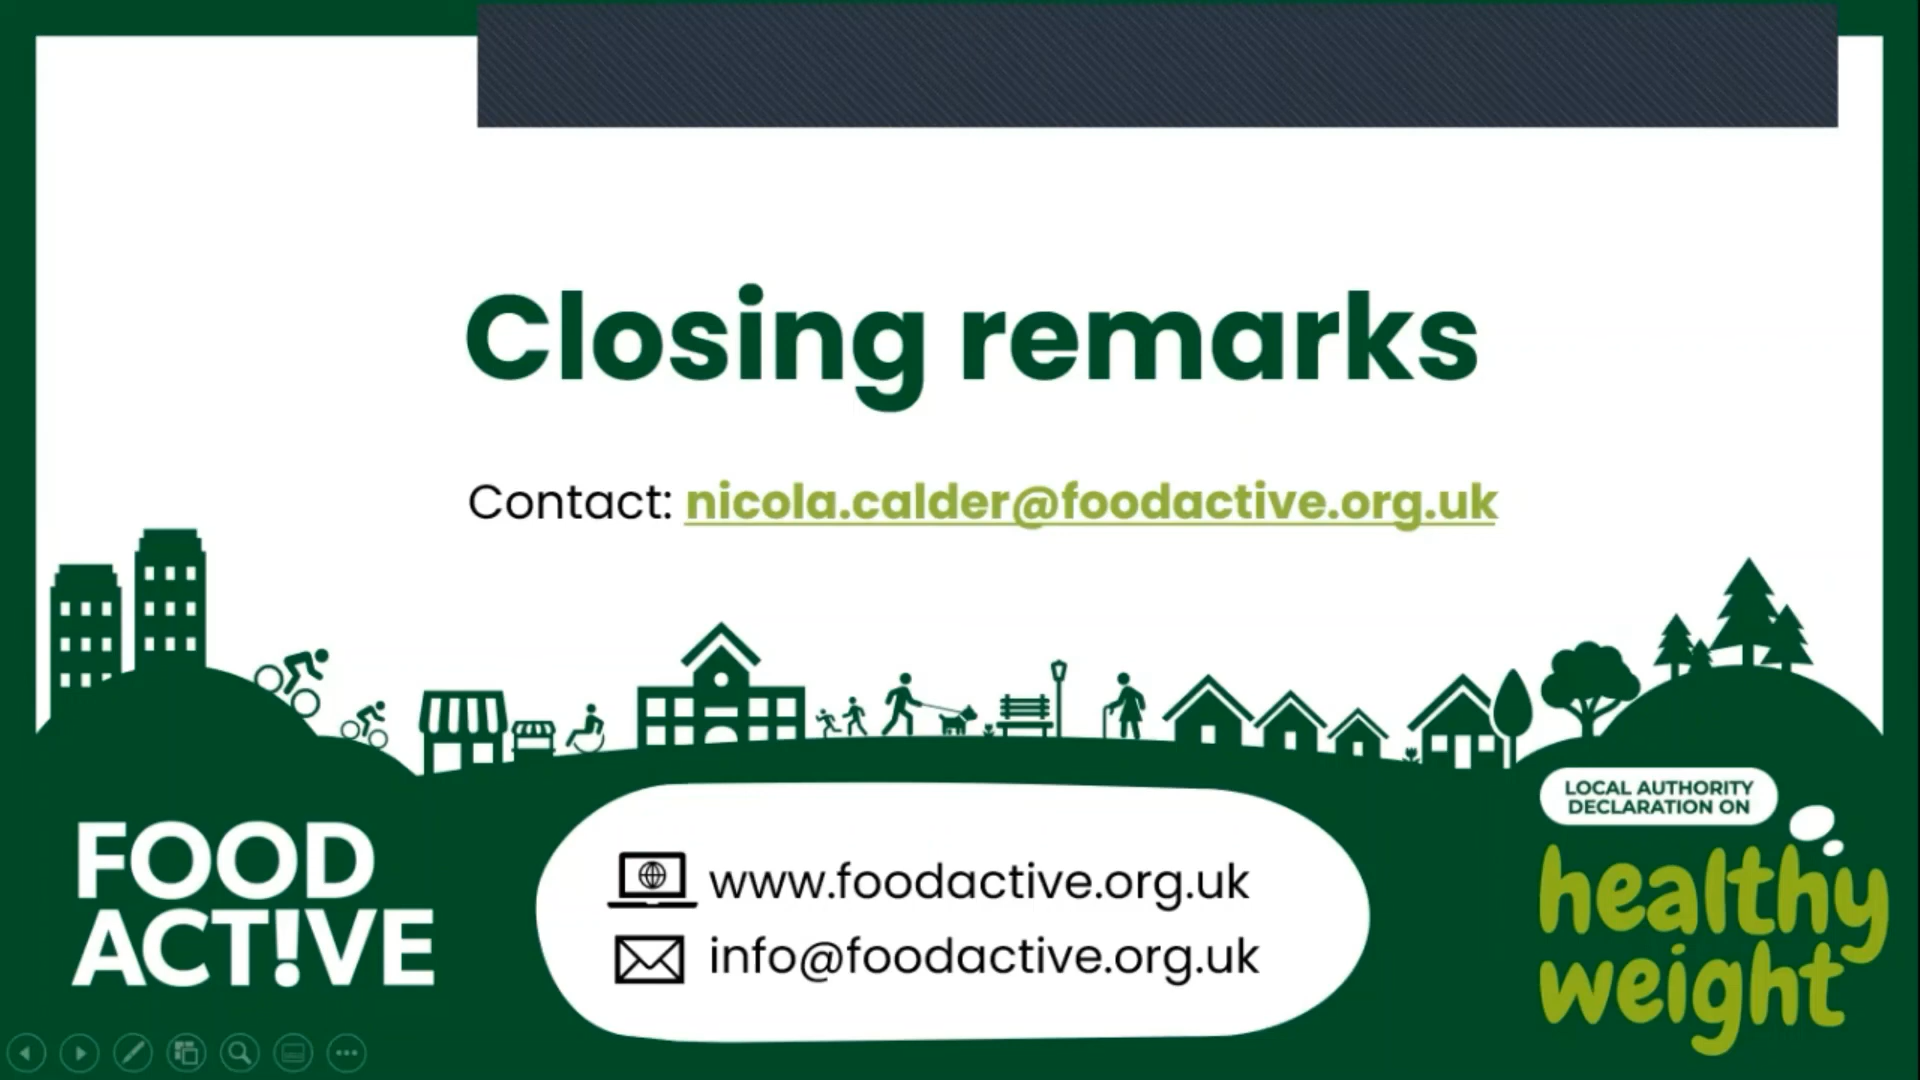 Closing remarks
Contact: nicola.calder@foodactive.org.uk
FOOD
ACT!VE
www.foodactive.org.uk
info@foodactive.org.uk
LOCAL AUTHORITY
DECLARATION ON
healthy
weight